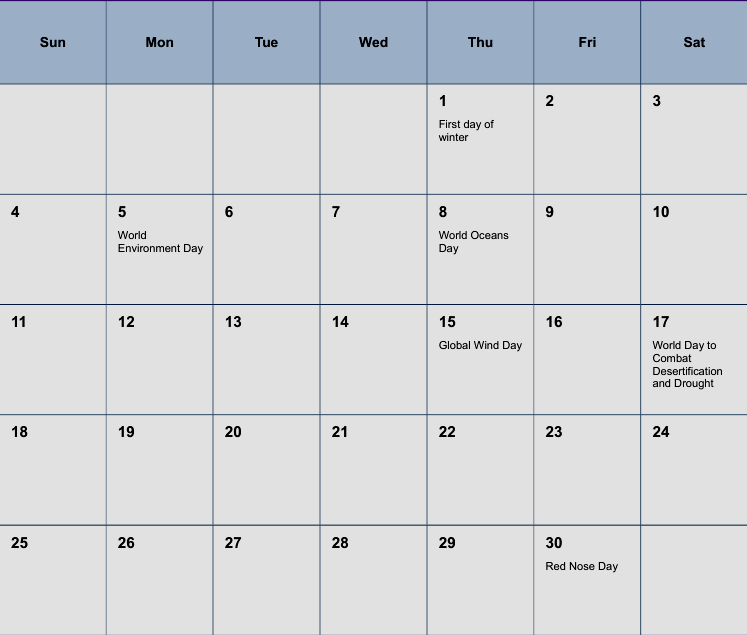 Sun Mon Tue Wed Thu Fri Sat
1 2 3
First day of
winter
4 5 6 7 8 9 10
World
Environment Day
World Oceans
Day
11 12 13 14 15 16 17
Global Wind Day
World Day to
Combat
Desertification
and Drought
18 19 20 21 22 23 24
25 26 27 28 29 30
Red Nose Day